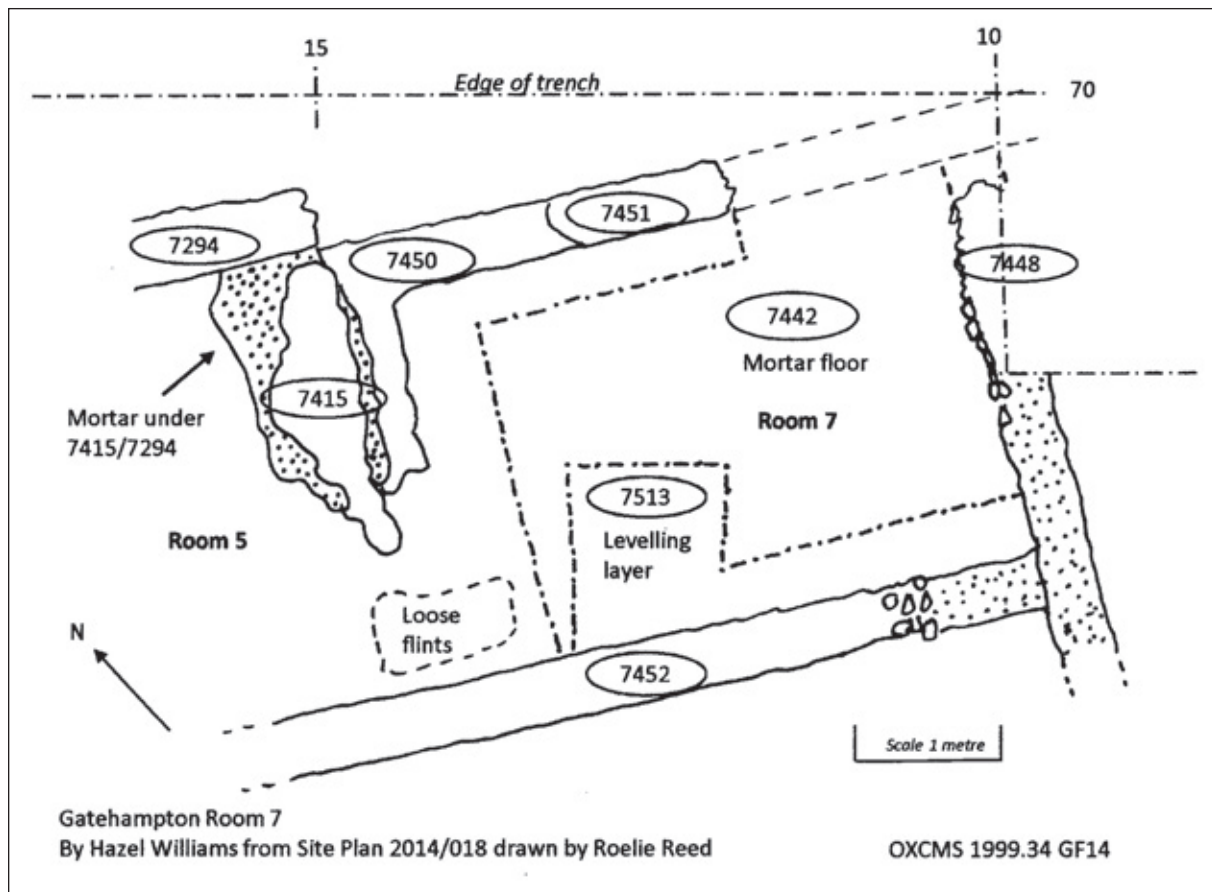 15
10
Edge of trench
70
7451
7294
7450
7448
7442
Mortar floor
7415
Mortar under
7415/7294
Room 7
7513
Room 5
Levelling
layer
Loose
flints
N
7452
Scale 1 metre
Gatehampton Room 7
By Hazel Williams from Site Plan 2014/018 drawn by Roelie Reed
OXCMS 1999.34 GF14